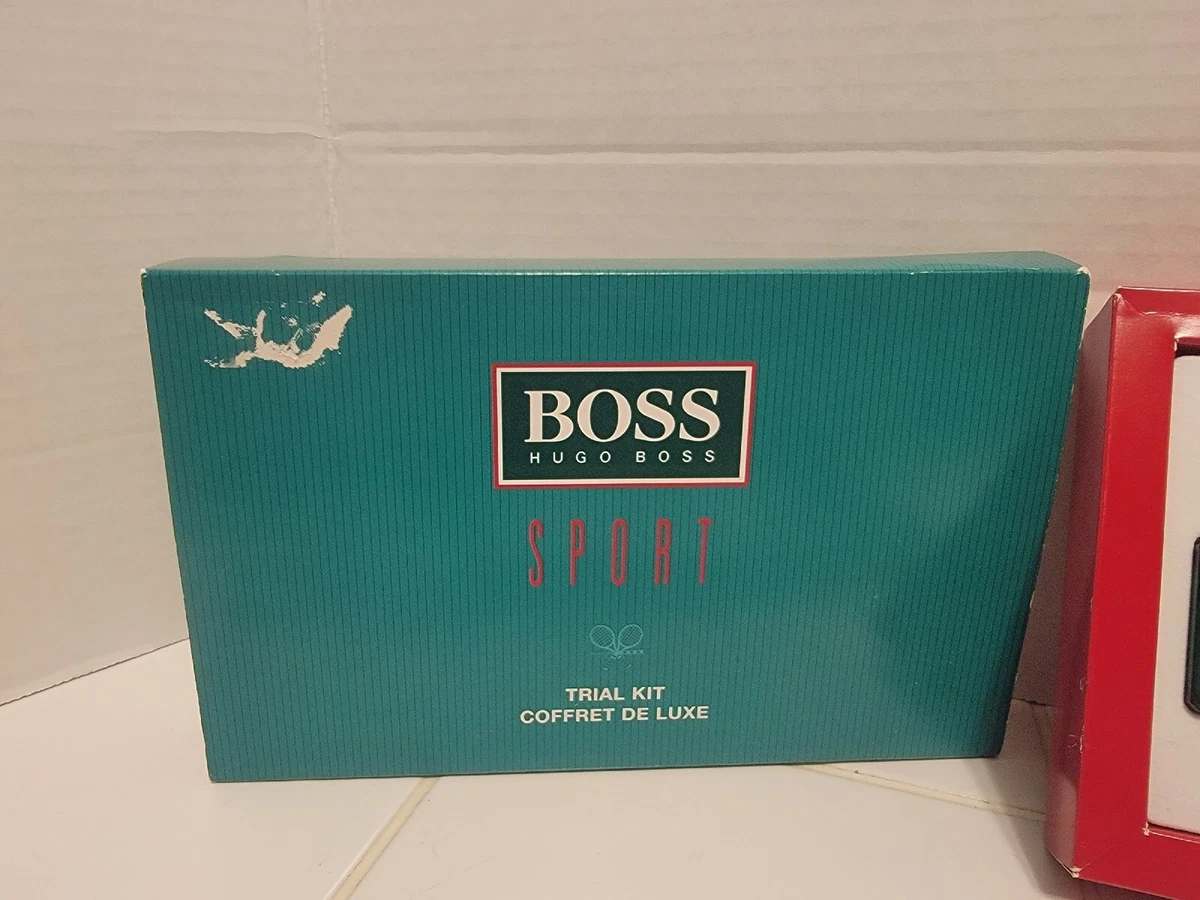 BOSS
HUGO BOSS
SPORT
TRIAL KIT
COFFRET DE LUXE